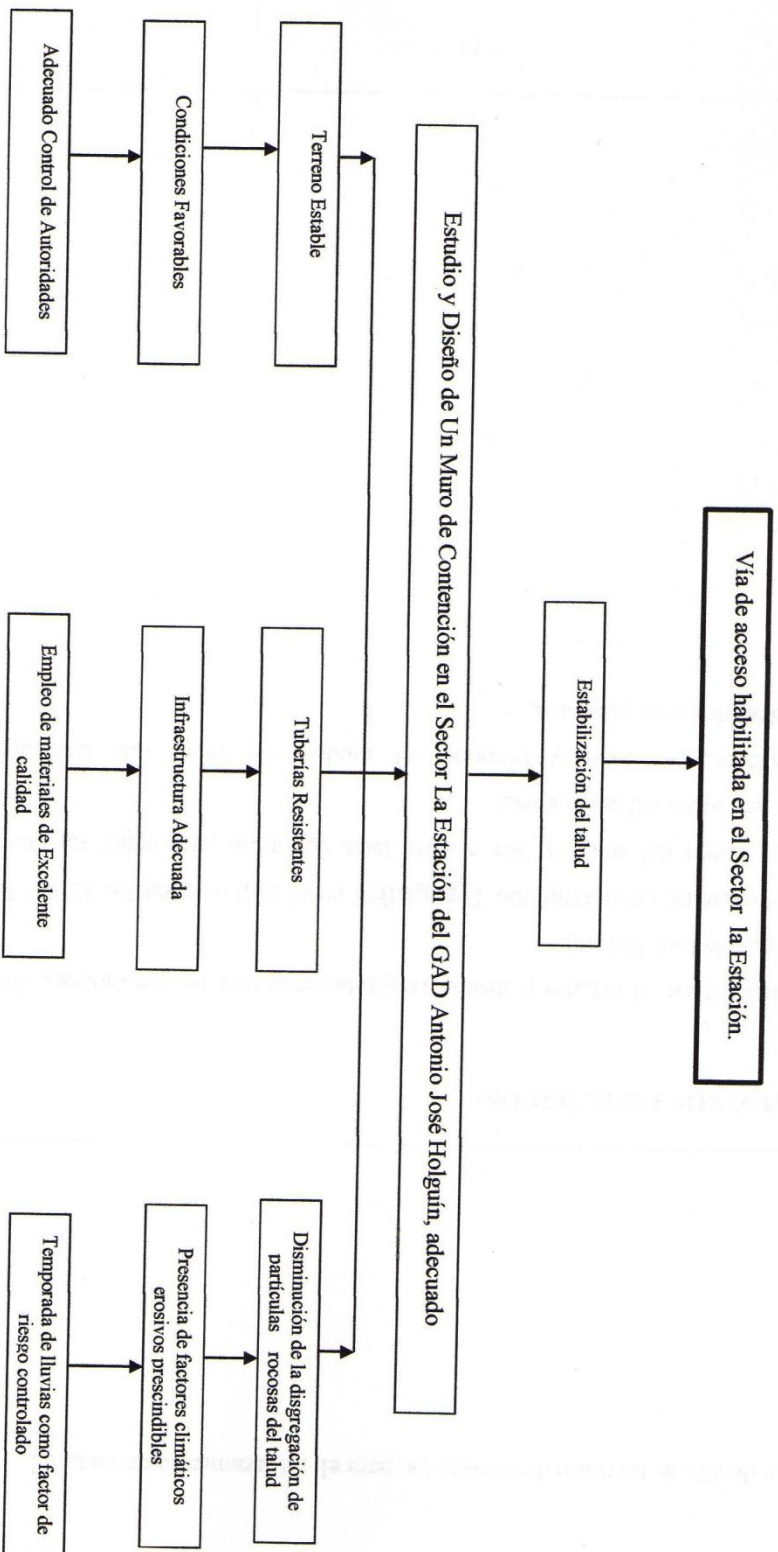 Vía de acceso habilitada en el Sector la Estación.
Estabilización del talud
Estudio y Diseño de Un Muro de Contención en el Sector La Estación del GAD Antonio José Holguín, adecuado
Terreno Estable
Tuberías Resistentes
Disminución de la disgregación de
partículas rocosas del talud
Condiciones Favorables
Infraestructura Adecuada
Presencia de factores climáticos
erosivos prescindibles
Adecuado Control de Autoridades
Empleo de materiales de Excelente
calidad
Temporada de lluvias como factor de
riesgo controlado